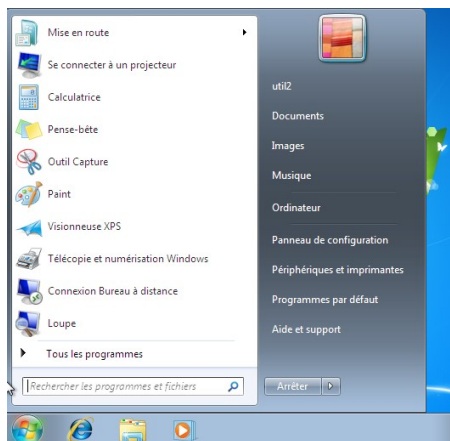 Mise en route
Se connecter à un projecteur
Calculatrice
Pense-bête
Outil Capture
Paint
Visionneuse XPS
Télécopie et numérisation Windows
Connexion Bureau à distance
Loupe
Tous les programmes
Rechercher les programmes et fichiers
util2
Documents
Images
Musique
Ordinateur
Panneau de configuration
Périphériques et imprimantes
Programmes par défaut
Aide et support
Arrêter